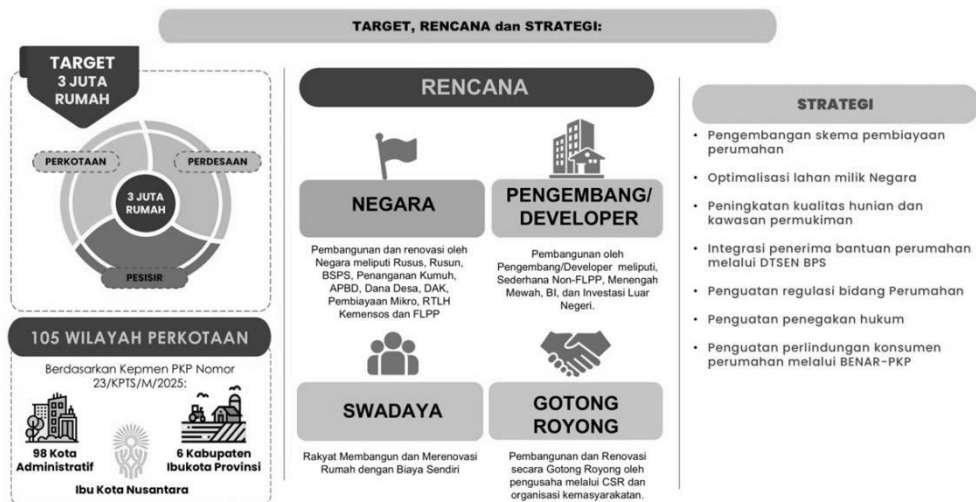 TARGET, RENCANA dan STRATEGI:
TARGET
3 JUTA
RUMAH
PERKOTAAN
PERDESAAN
3 JUTA
RUMAH
PESISIR
105 WILAYAH PERKOTAAN
Berdasarkan Kepmen PKP Nomor
23/KPTS/M/2025:
98 Kota
Administratif
6 Kabupaten
Ibukota Provinsi
Ibu Kota Nusantara
RENCANA
NEGARA
Pembangunan dan renovasi oleh
Negara meliputi Rusus, Rusun,
BSPS, Penanganan Kumuh,
APBD, Dana Desa, DAK,
Pembiayaan Mikro, RTLH
Kemensos dan FLPP
PENGEMBANG/
DEVELOPER
Pembangunan oleh
Pengembang/Developer meliputi,
Sederhana Non-FLPP, Menengah
Mewah, BI, dan Investasi Luar
Negeri.
SWADAYA
Rakyat Membangun dan Merenovasi
Rumah dengan Biaya Sendiri
GOTONG
ROYONG
Pembangunan dan Renovasi
secara Gotong Royong oleh
pengusaha melalui CSR dan
organisasi kemasyarakatan.
STRATEGI
• Pengembangan skema pembiayaan
perumahan
• Optimalisasi lahan milik Negara
• Peningkatan kualitas hunian dan
kawasan permukiman
• Integrasi penerima bantuan perumahan
melalui DTSEN BPS
• Penguatan regulasi bidang Perumahan
• Penguatan penegakan hukum
• Penguatan perlindungan konsumen
perumahan melalui BENAR-PKP